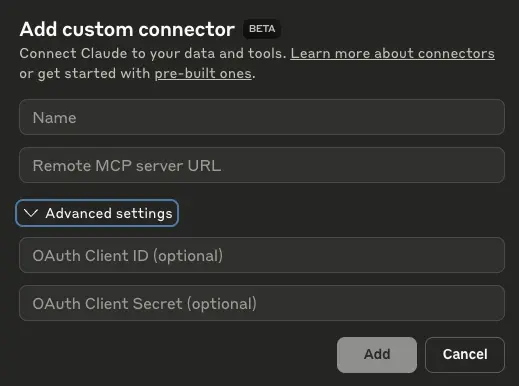 Add custom connector BETA
Connect Claude to your data and tools. Learn more about connectors
or get started with pre-built ones.
Name
Remote MCP server URL
Advanced settings
OAuth Client ID (optional)
OAuth Client Secret (optional)
Add Cancel